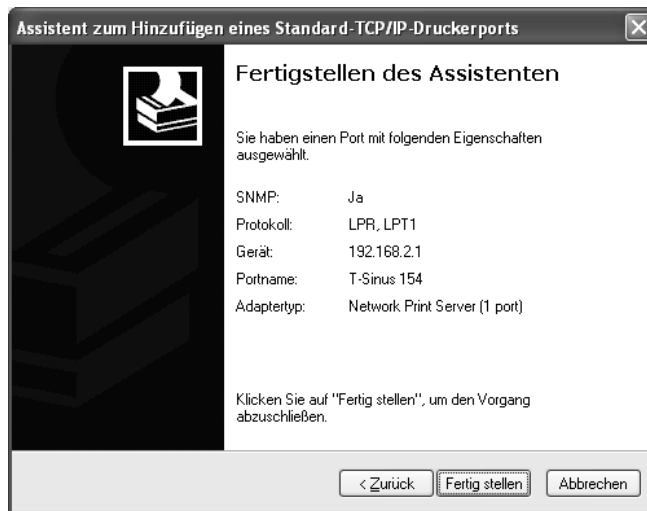 Assistent zum Hinzufügen eines Standard-TCP/IP-Druckerports
Fertigstellen des Assistenten
Sie haben einen Port mit folgenden Eigenschaften
ausgewählt.
SNMP: Ja
Protokoll: LPR, LPT1
Gerät: 192.168.2.1
Portname: T-Sinus 154
Adaptertyp: Network Print Server (1 port)
Klicken Sie auf "Fertig stellen", um den Vorgang
abzuschließen.
< Zurück Fertig stellen Abbrechen